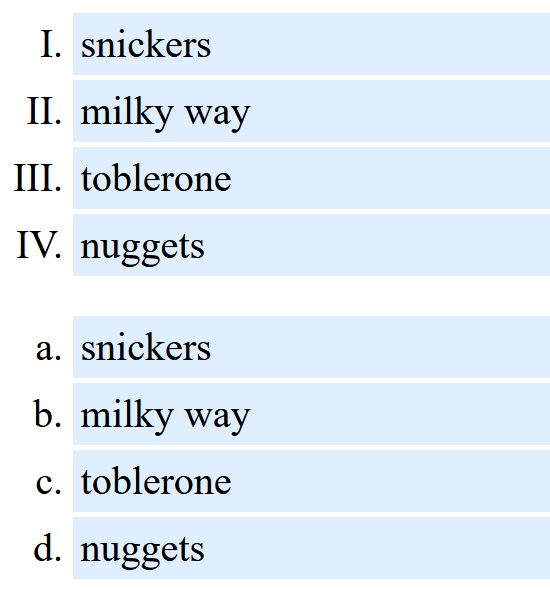 I. snickers
II. milky way
III. toblerone
IV. nuggets
a. snickers
b. milky way
c. toblerone
d. nuggets